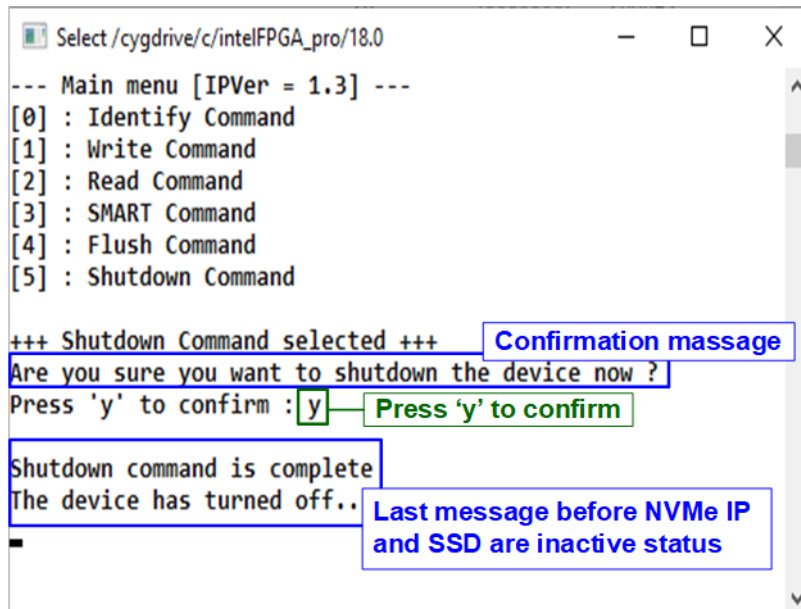 Select /cygdrive/c/intelFPGA_pro/18.0
--- Main menu [IPVer = 1.3] ---
[0] : Identify Command
[1] : Write Command
[2] : Read Command
[3] : SMART Command
[4] : Flush Command
[5] : Shutdown Command
+++ Shutdown Command selected +++
Confirmation massage
Are you sure you want to shutdown the device now ?
Press 'y' to confirm : y
Press ‘y’ to confirm
Shutdown command is complete
The device has turned off..
Last message before NVMe IP
and SSD are inactive status